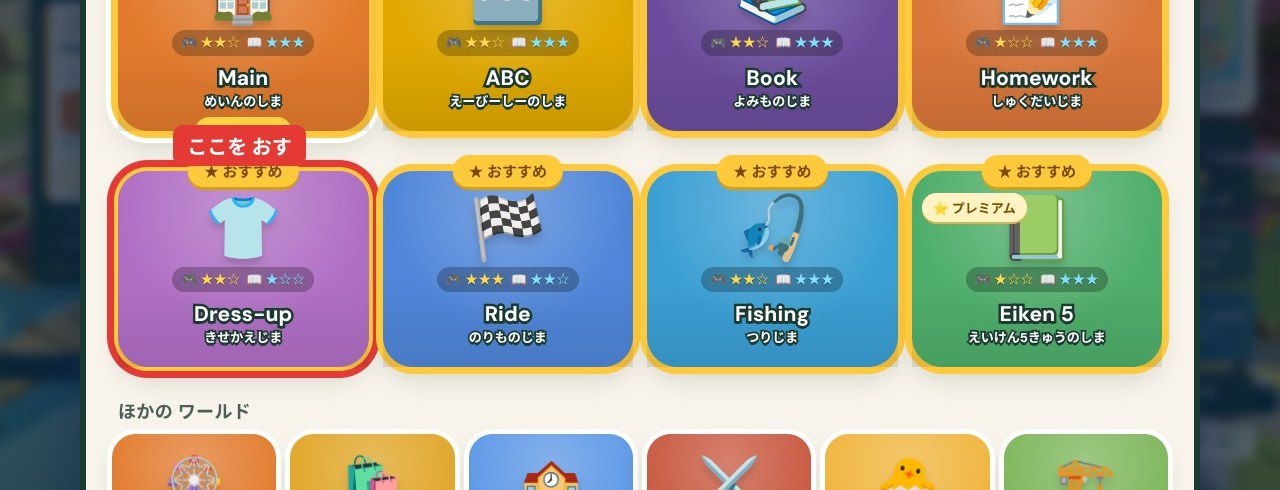 🎮 ★★☆ 📖 ★★★
🎮 ★★☆ 📖 ★★★
🎮 ★★☆ 📖 ★★★
🎮 ★☆☆ 📖 ★★★
Main
ABC
Book
Homework
めいんのしま
えーびーしーのしま
よみものじま
しゅくだいじま
ここを おす
★ おすすめ
★ おすすめ
★ おすすめ
★ おすすめ
⭐ プレミアム
🎮 ★★☆ 📖 ★☆☆
🎮 ★★★ 📖 ★★☆
🎮 ★★☆ 📖 ★★★
🎮 ★☆☆ 📖 ★★★
Dress-up
Ride
Fishing
Eiken 5
きせかえじま
のりものじま
つりじま
えいけん5きゅうのしま
ほかの ワールド